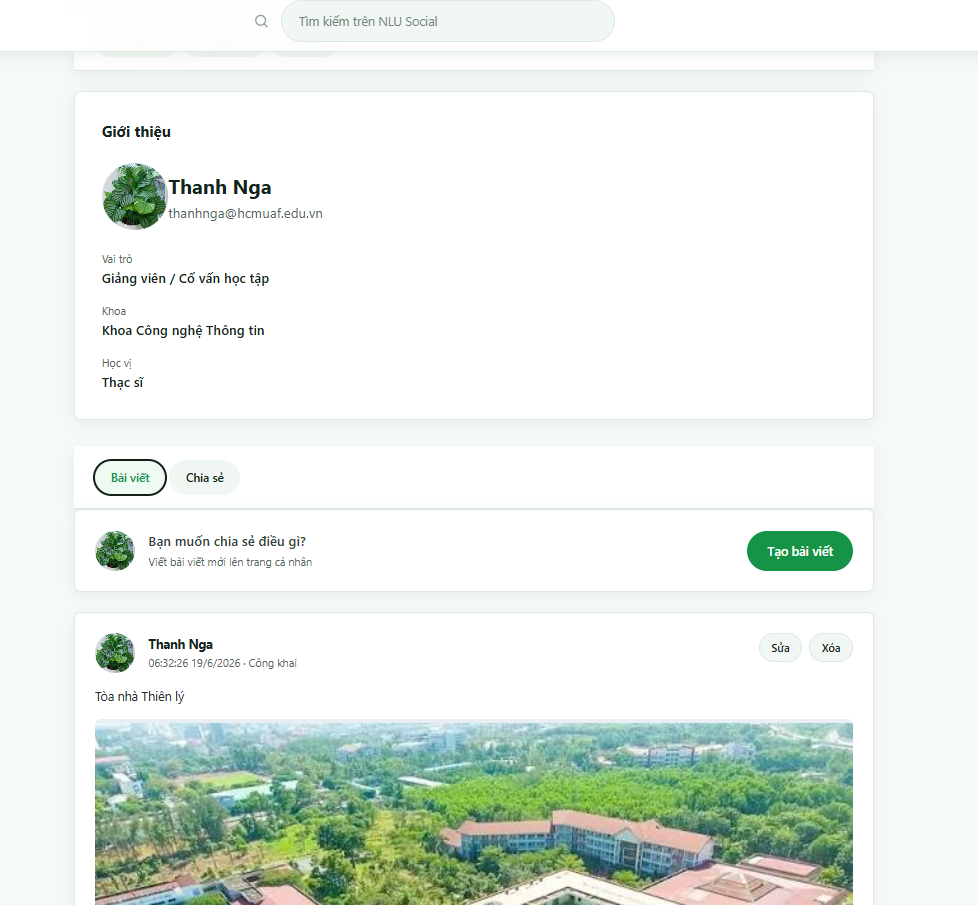 Tìm kiếm trên NLU Social
Giới thiệu
Thanh Nga
thanhnga@hcmuaf.edu.vn
Vai trò
Giảng viên / Cố vấn học tập
Khoa
Khoa Công nghệ Thông tin
Học vị
Thạc sĩ
Bài viết
Chia sẻ
Bạn muốn chia sẻ điều gì?
Viết bài viết mới lên trang cá nhân
Tạo bài viết
Thanh Nga
06:32:26 19/6/2026 · Công khai
Sửa
Xóa
Tòa nhà Thiên lý